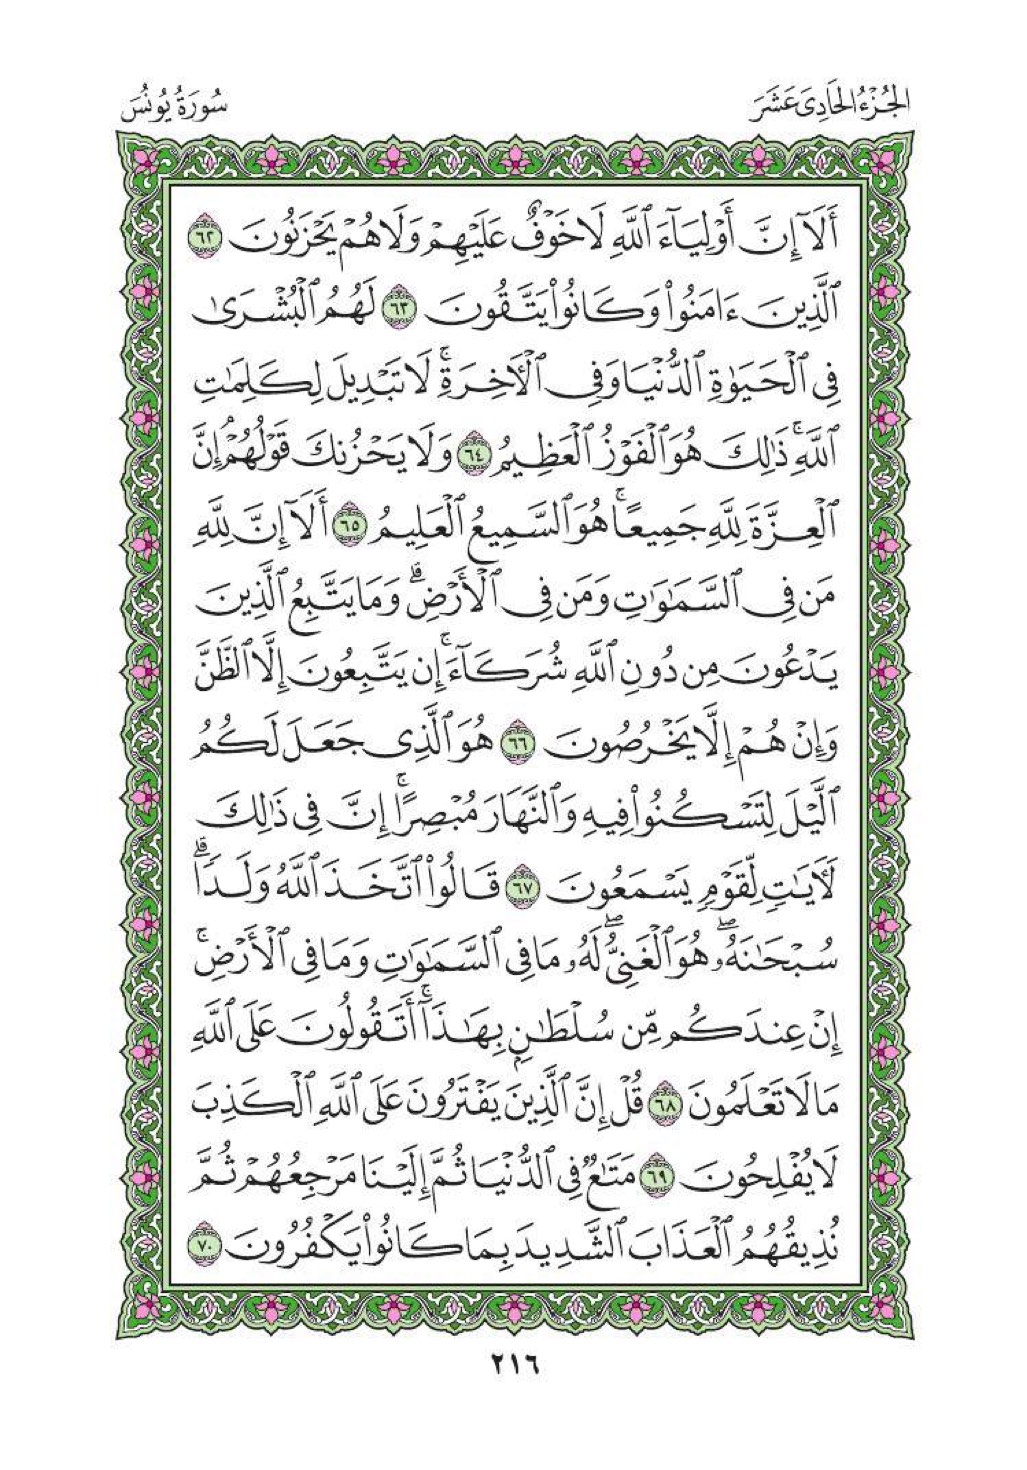 الجُزْءُ الحَادِىَ عَشَرَ
سُورَةُ يُونُسَ
أَلَآ إِنَّ أَوْلِيَآءَ ٱللَّهِ لَا خَوْفٌ عَلَيْهِمْ وَلَا هُمْ يَحْزَنُونَ ٦٢
ٱلَّذِينَ ءَامَنُوا۟ وَكَانُوا۟ يَتَّقُونَ ٦٣ لَهُمُ ٱلْبُشْرَىٰ
فِى ٱلْحَيَوٰةِ ٱلدُّنْيَا وَفِى ٱلْأَخِرَةِ ۚ لَا تَبْدِيلَ لِكَلِمَٰتِ
ٱللَّهِ ۚ ذَٰلِكَ هُوَ ٱلْفَوْزُ ٱلْعَظِيمُ ٦٤ وَلَا يَحْزُنكَ قَوْلُهُمْ ۘ إِنَّ
ٱلْعِزَّةَ لِلَّهِ جَمِيعًا ۚ هُوَ ٱلسَّمِيعُ ٱلْعَلِيمُ ٦٥ أَلَآ إِنَّ لِلَّهِ
مَن فِى ٱلسَّمَٰوَٰتِ وَمَن فِى ٱلْأَرْضِ ۗ وَمَا يَتَّبِعُ ٱلَّذِينَ
يَدْعُونَ مِن دُونِ ٱللَّهِ شُرَكَآءَ ۚ إِن يَتَّبِعُونَ إِلَّا ٱلظَّنَّ
وَإِنْ هُمْ إِلَّا يَخْرُصُونَ ٦٦ هُوَ ٱلَّذِى جَعَلَ لَكُمُ
ٱلَّيْلَ لِتَسْكُنُوا۟ فِيهِ وَٱلنَّهَارَ مُبْصِرًا ۚ إِنَّ فِى ذَٰلِكَ
لَأَيَٰتٍ لِّقَوْمٍ يَسْمَعُونَ ٦٧ قَالُوا۟ ٱتَّخَذَ ٱللَّهُ وَلَدًا ۗ
سُبْحَٰنَهُۥ ۖ هُوَ ٱلْغَنِىُّ ۖ لَهُۥ مَا فِى ٱلسَّمَٰوَٰتِ وَمَا فِى ٱلْأَرْضِ ۚ
إِنْ عِندَكُم مِّن سُلْطَٰنٍۭ بِهَٰذَآ ۚ أَتَقُولُونَ عَلَى ٱللَّهِ
مَا لَا تَعْلَمُونَ ٦٨ قُلْ إِنَّ ٱلَّذِينَ يَفْتَرُونَ عَلَى ٱللَّهِ ٱلْكَذِبَ
لَا يُفْلِحُونَ ٦٩ مَتَٰعٌ فِى ٱلدُّنْيَا ثُمَّ إِلَيْنَا مَرْجِعُهُمْ ثُمَّ
نُذِيقُهُمُ ٱلْعَذَابَ ٱلشَّدِيدَ بِمَا كَانُوا۟ يَكْفُرُونَ ٧٠
٢١٦